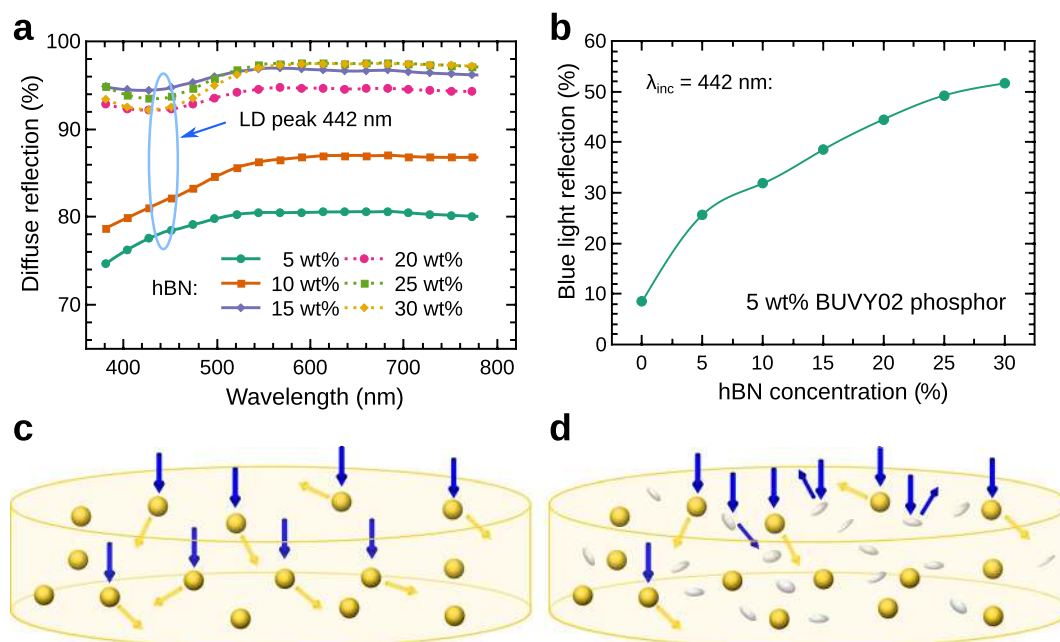 a
100
90
80
70
Diffuse reflection (%)
LD peak 442 nm
hBN:
5 wt%
10 wt%
15 wt%
20 wt%
25 wt%
30 wt%
400 500 600 700 800
Wavelength (nm)
b
60
50
40
30
20
10
0
Blue light reflection (%)
λinc = 442 nm:
5 wt% BUVY02 phosphor
0 5 10 15 20 25 30
hBN concentration (%)
c
d